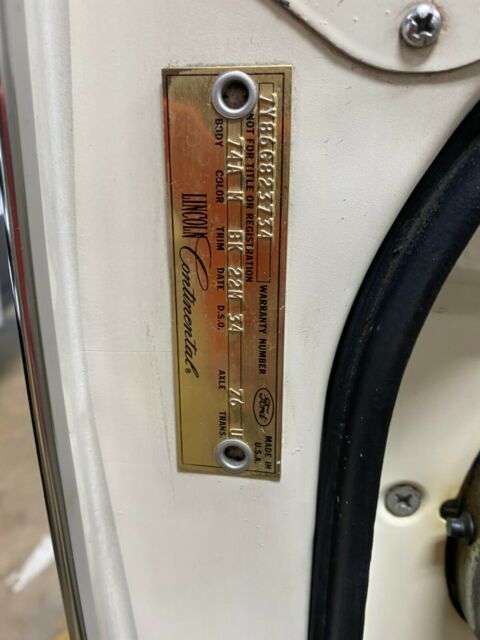 7Y86G823734
NOT FOR TITLE OR REGISTRATION WARRANTY NUMBER Ford MADE IN
U.S.A.
74A M BK 22M 34 76 U
BODY COLOR TRIM DATE D.S.O. AXLE TRANS.
LINCOLN Continental®